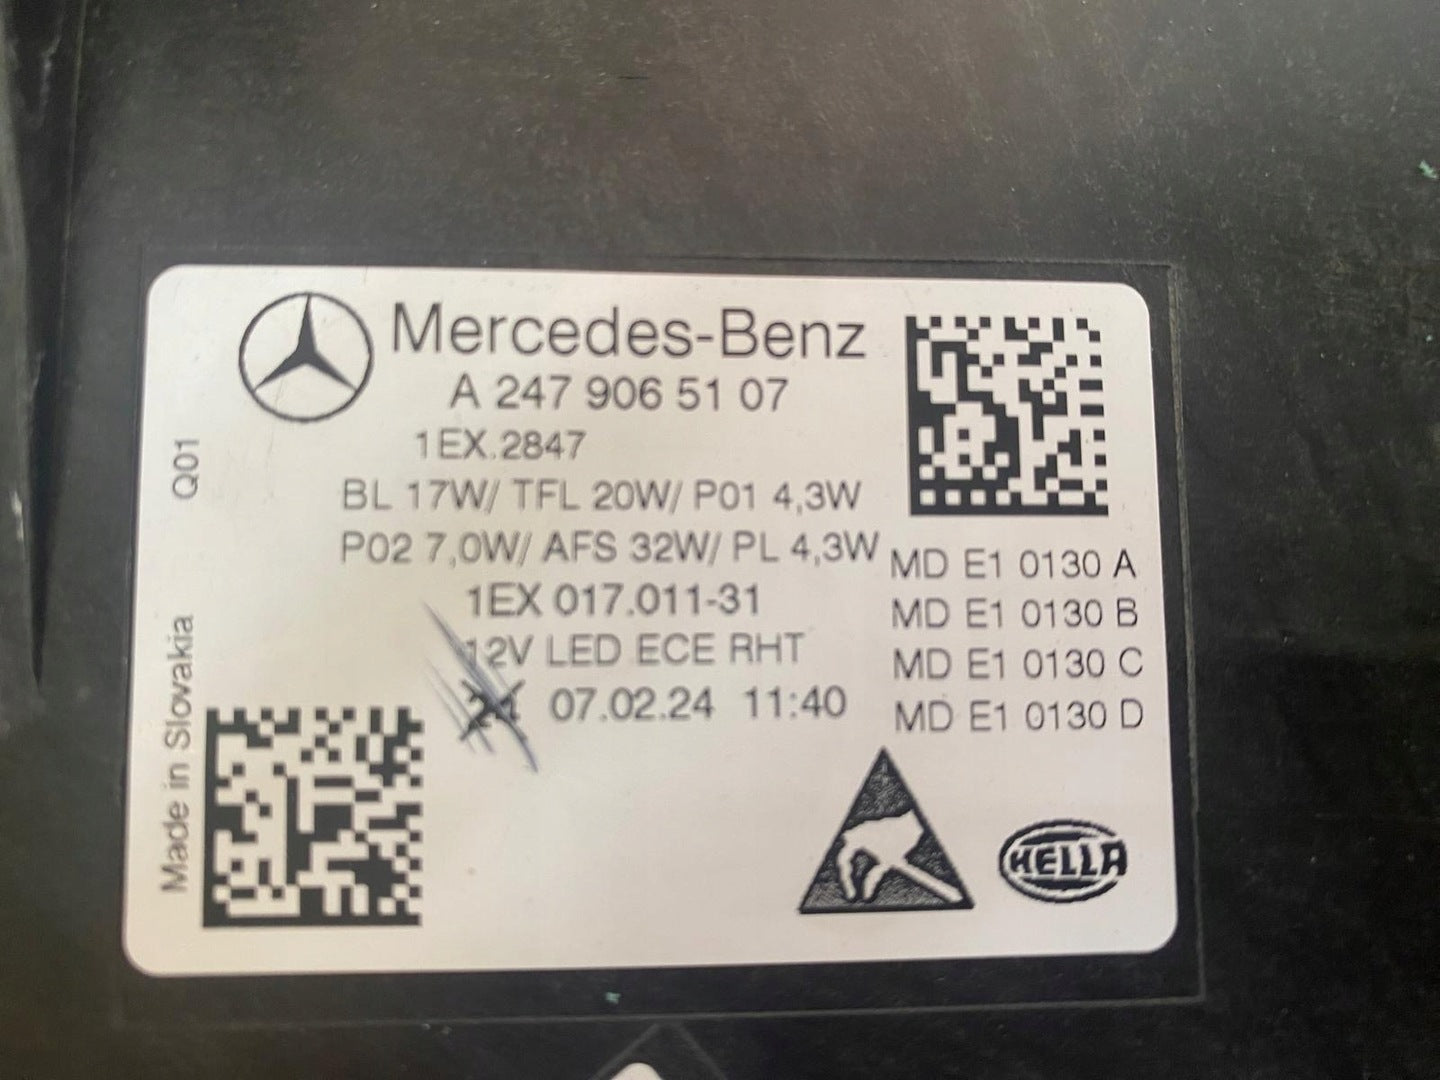 Mercedes-Benz
A 247 906 51 07
1EX.2847
BL 17W/ TFL 20W/ P01 4,3W
P02 7,0W/ AFS 32W/ PL 4,3W
1EX 017.011-31
12V LED ECE RHT
07.02.24 11:40
MD E1 0130 A
MD E1 0130 B
MD E1 0130 C
MD E1 0130 D
HELLA
Made in Slovakia
Q01